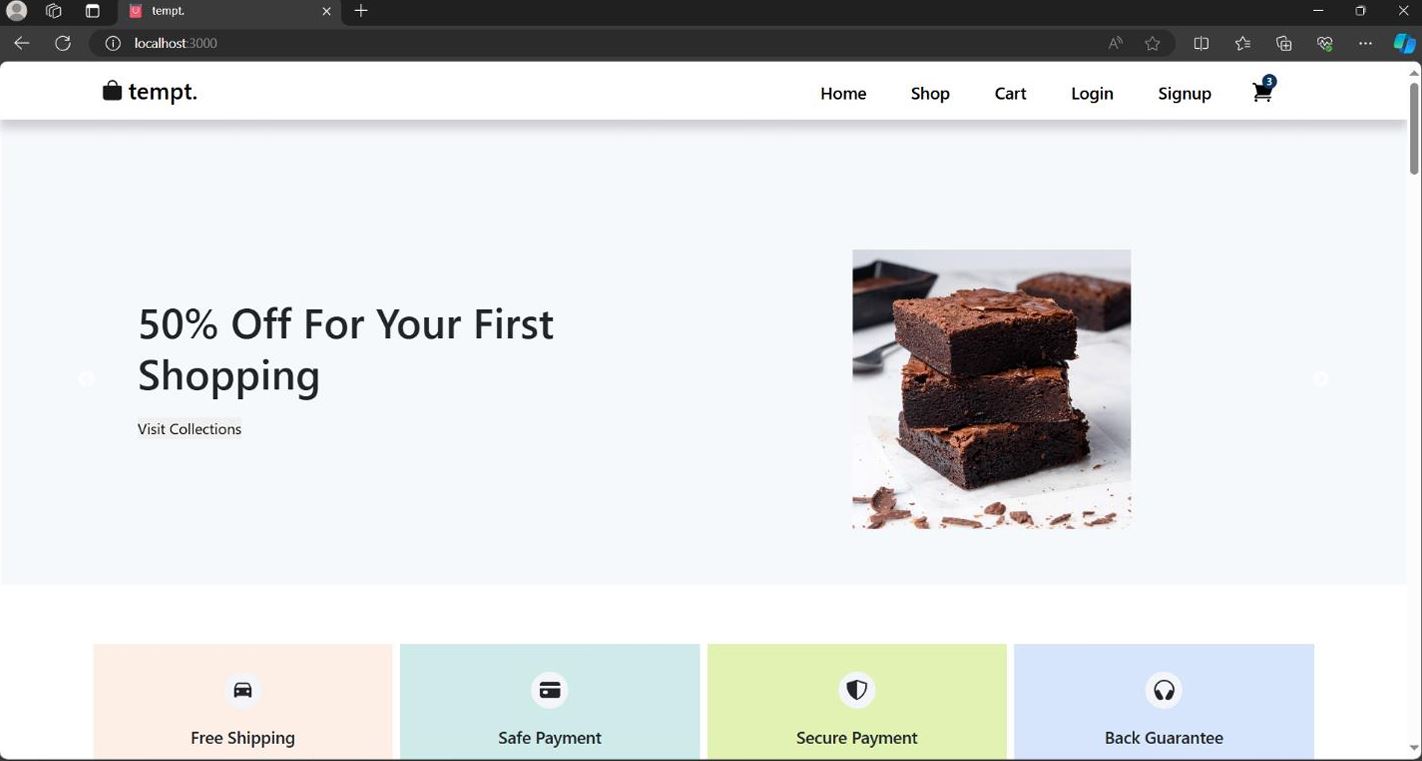 tempt.
localhost:3000
tempt.
Home
Shop
Cart
Login
Signup
3
50% Off For Your First
Shopping
Visit Collections
Free Shipping
Safe Payment
Secure Payment
Back Guarantee